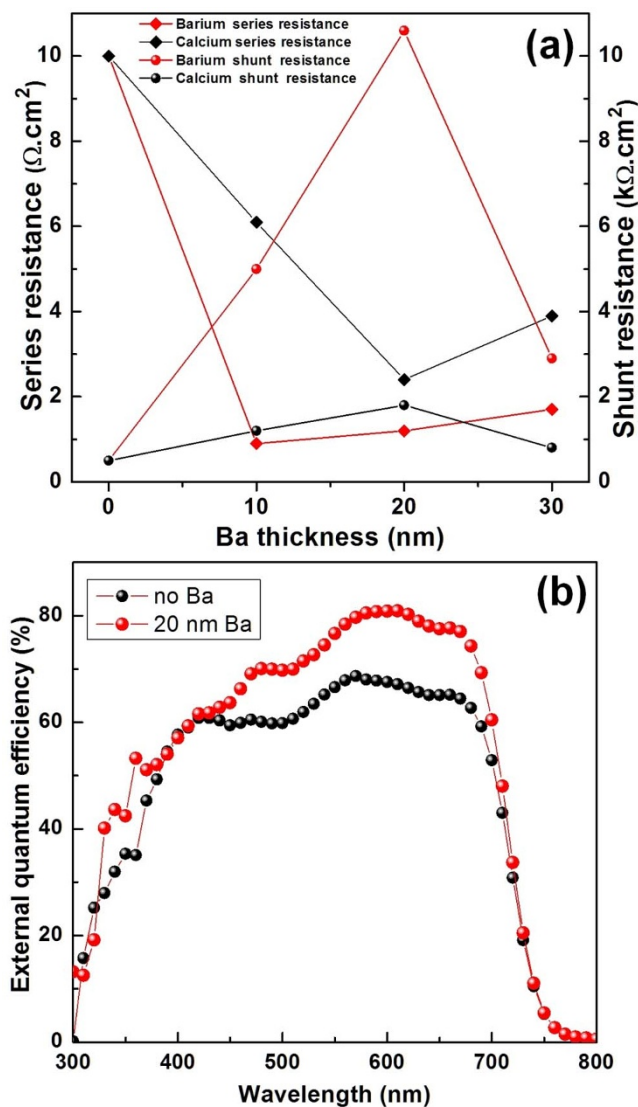 Barium series resistance
Calcium series resistance
Barium shunt resistance
Calcium shunt resistance
(a)
10
8
6
4
2
0
Series resistance (Ω.cm²)
10
8
6
4
2
0
Shunt resistance (kΩ.cm²)
0 10 20 30
Ba thickness (nm)
no Ba
20 nm Ba
(b)
80
60
40
20
0
External quantum efficiency (%)
300 400 500 600 700 800
Wavelength (nm)